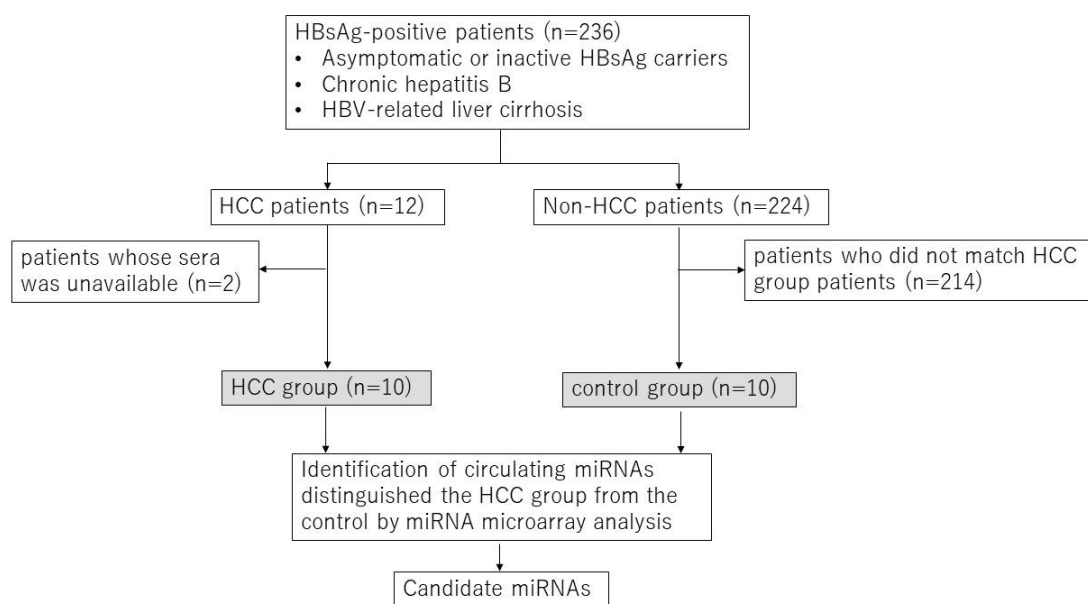 HBsAg-positive patients (n=236)
• Asymptomatic or inactive HBsAg carriers
• Chronic hepatitis B
• HBV-related liver cirrhosis
HCC patients (n=12)
Non-HCC patients (n=224)
patients whose sera
was unavailable (n=2)
patients who did not match HCC
group patients (n=214)
HCC group (n=10)
control group (n=10)
Identification of circulating miRNAs
distinguished the HCC group from the
control by miRNA microarray analysis
Candidate miRNAs